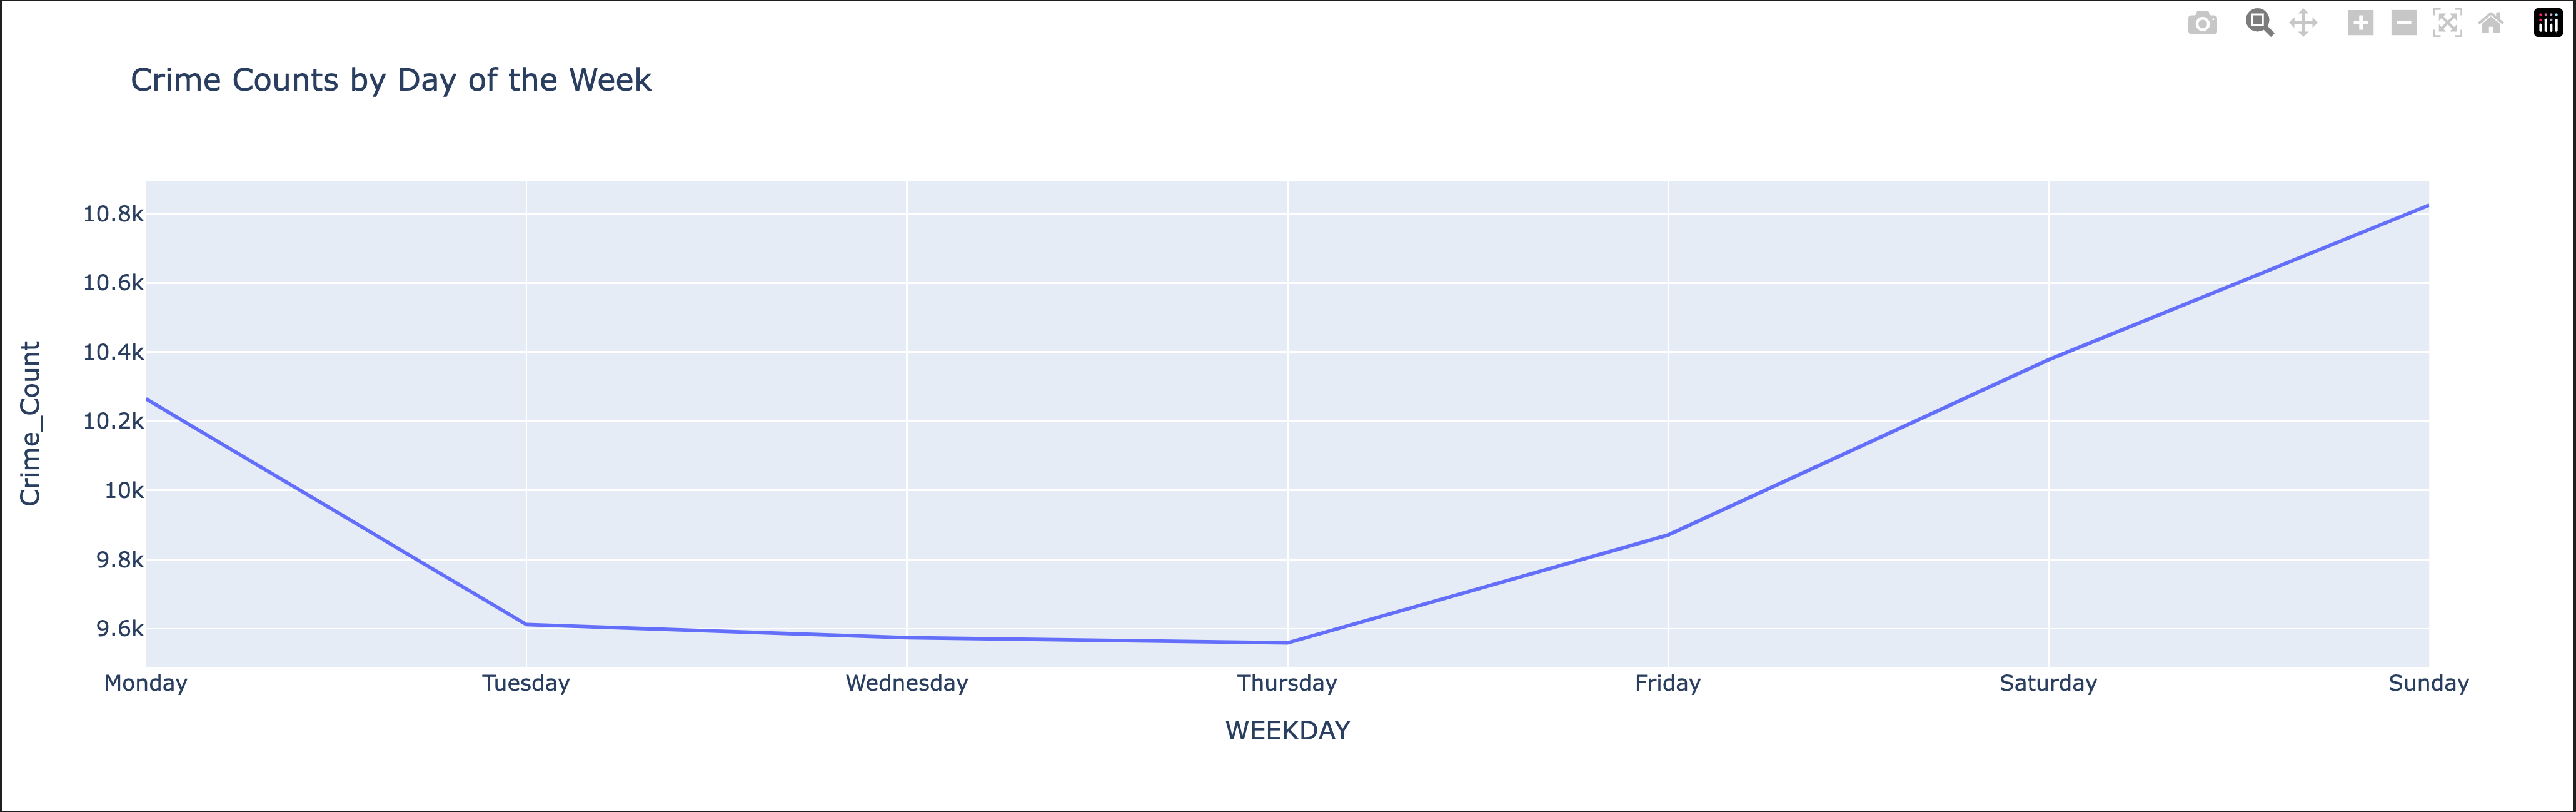 Crime Counts by Day of the Week
10.8k
10.6k
10.4k
10.2k
10k
9.8k
9.6k
Crime_Count
Monday Tuesday Wednesday Thursday Friday Saturday Sunday
WEEKDAY